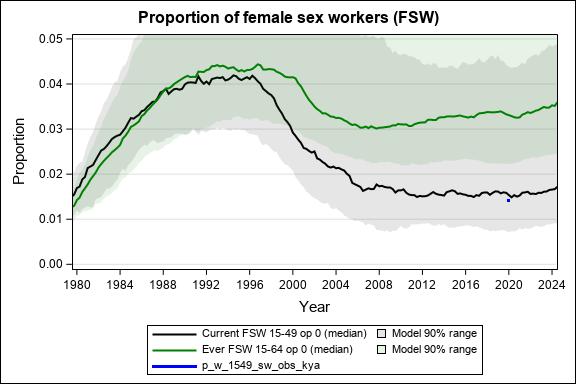 Proportion of female sex workers (FSW)
0.05
0.04
0.03
0.02
0.01
0.00
Proportion
1980 1984 1988 1992 1996 2000 2004 2008 2012 2016 2020 2024
Year
Current FSW 15-49 op 0 (median) Model 90% range
Ever FSW 15-64 op 0 (median) Model 90% range
p_w_1549_sw_obs_kya